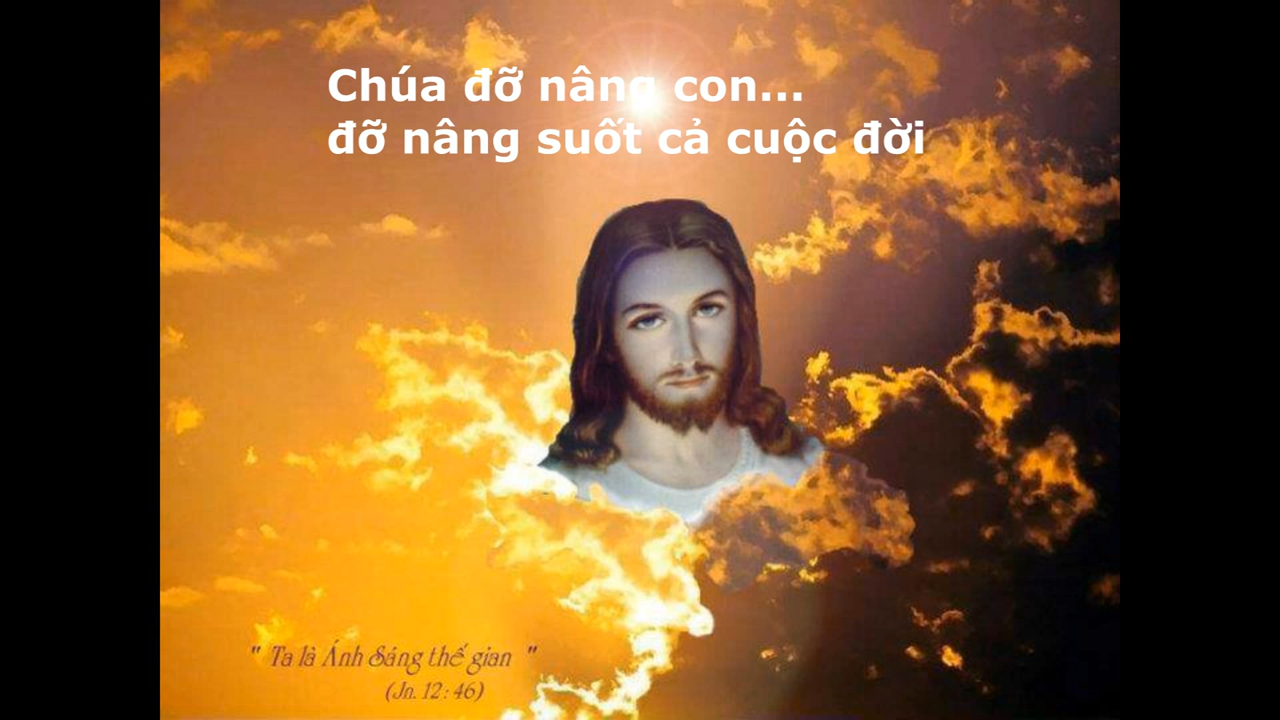 Chúa đỡ nâng con...
đỡ nâng suốt cả cuộc đời
" Ta là Ánh Sáng thế gian "
(Jn. 12 : 46)